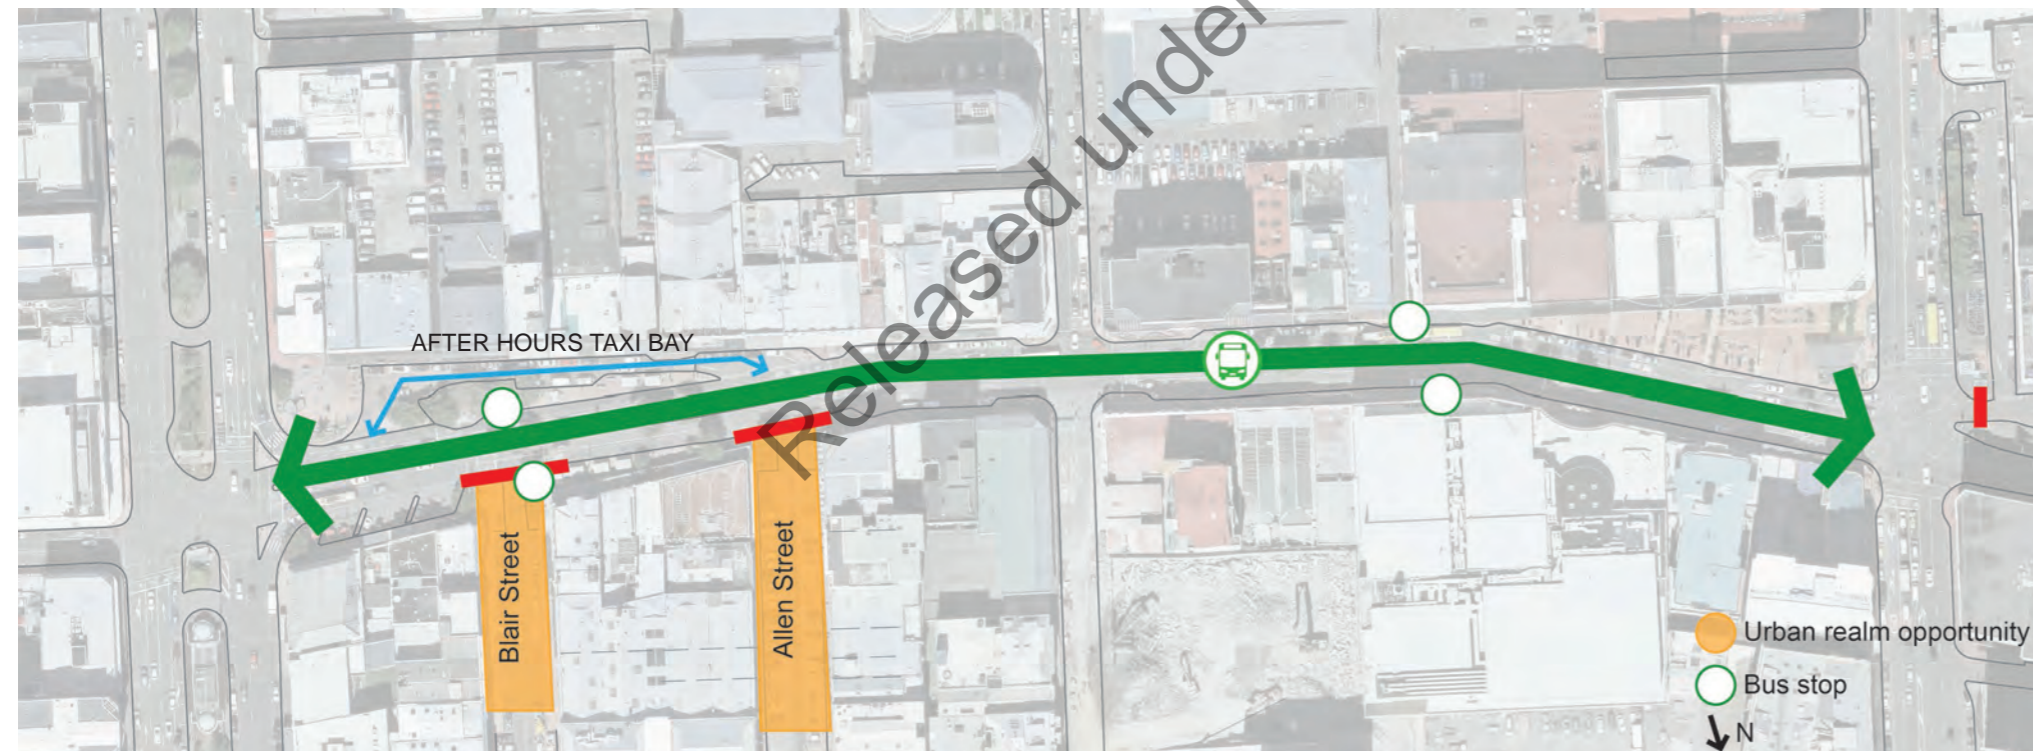 Released under
AFTER HOURS TAXI BAY
Blair Street
Allen Street
Urban realm opportunity
Bus stop
N